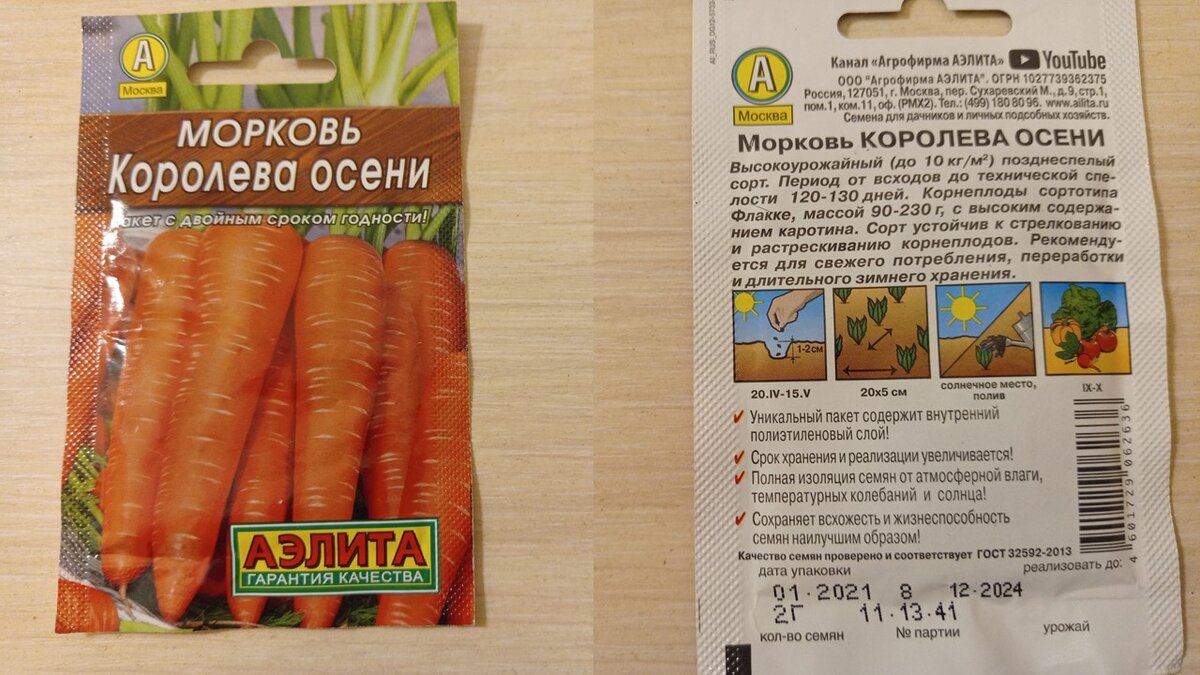 А
Москва
МОРКОВЬ
Королева осени
пакет с двойным сроком годности!
АЭЛИТА
ГАРАНТИЯ КАЧЕСТВА
Канал «Агрофирма АЭЛИТА» YouTube
ООО "Агрофирма АЭЛИТА". ОГРН 1027739362375
Россия, 127051, г. Москва, пер. Сухаревский М., д.9, стр.1,
пом.1, ком.11, оф. (РМХ2). Тел.: (499) 180 80 96. www.ailita.ru
Семена для дачников и личных подсобных хозяйств.
А
Москва
Морковь КОРОЛЕВА ОСЕНИ
Высокоурожайный (до 10 кг/м²) позднеспелый
сорт. Период от всходов до технической спе-
лости 120-130 дней. Корнеплоды сортотипа
Флакке, массой 90-230 г, с высоким содержа-
нием каротина. Сорт устойчив к стрелкованию
и растрескиванию корнеплодов. Рекоменду-
ется для свежего потребления, переработки
и длительного зимнего хранения.
1-2см
20.IV-15.V
20х5 см
солнечное место,
полив
IX-X
Уникальный пакет содержит внутренний
полиэтиленовый слой!
Срок хранения и реализации увеличивается!
Полная изоляция семян от атмосферной влаги,
температурных колебаний и солнца!
Сохраняет всхожесть и жизнеспособность
семян наилучшим образом!
Качество семян проверено и соответствует ГОСТ 32592-2013
дата упаковки
реализовать до:
01·2021 8 12·2024
2Г 11·13·41
кол-во семян
№ партии
урожай
4 601729 062636